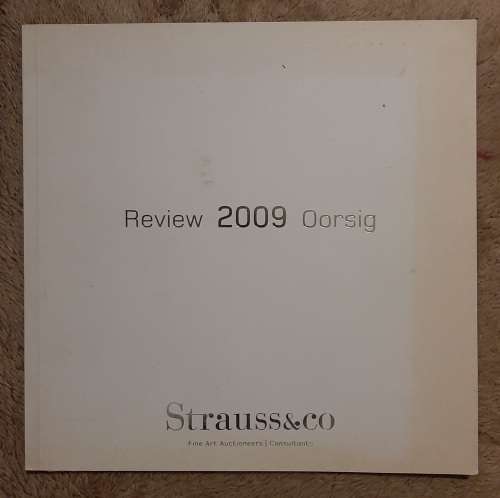 Review 2009 Oorsig
Strauss&co
Fine Art Auctioneers | Consultants